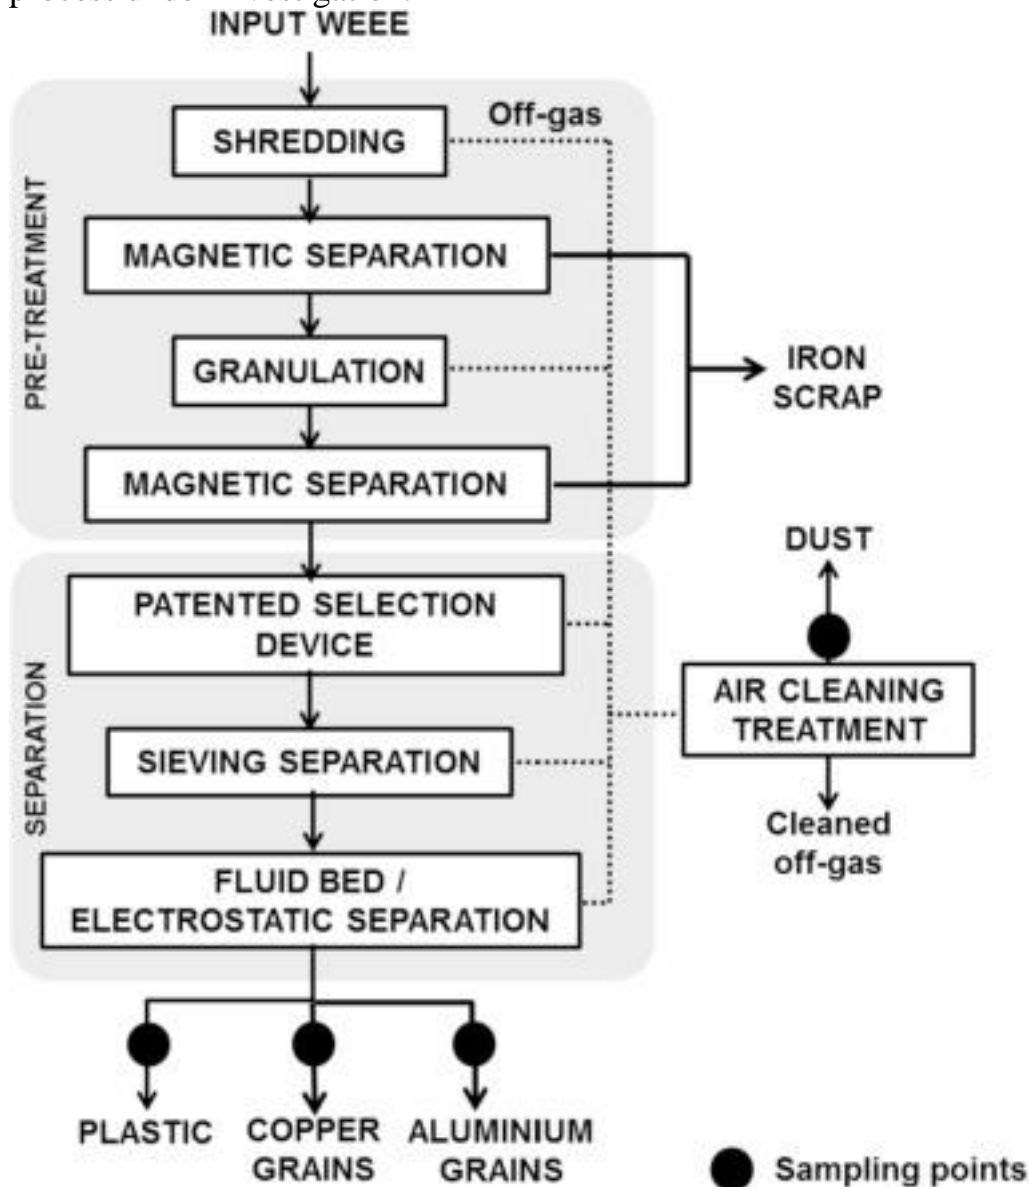 INPUT WEEE
Off-gas
SHREDDING
PRE-TREATMENT
MAGNETIC SEPARATION
GRANULATION
IRON
SCRAP
MAGNETIC SEPARATION
DUST
PATENTED SELECTION
DEVICE
SEPARATION
AIR CLEANING
TREATMENT
SIEVING SEPARATION
Cleaned
off-gas
FLUID BED /
ELECTROSTATIC SEPARATION
PLASTIC
COPPER
GRAINS
ALUMINIUM
GRAINS
Sampling points